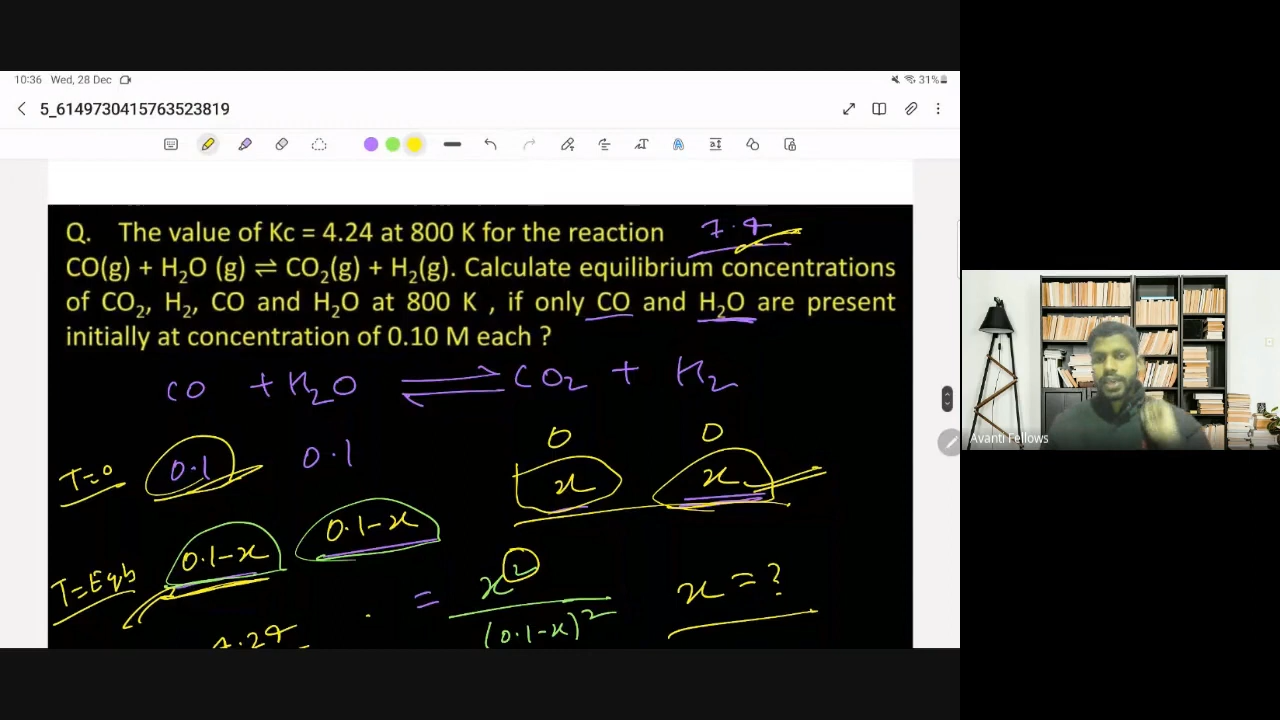 10:36 Wed, 28 Dec 31%
5_6149730415763523819
Q. The value of Kc = 4.24 at 800 K for the reaction 7.4
CO(g) + H₂O (g) ⇌ CO₂(g) + H₂(g). Calculate equilibrium concentrations
of CO₂, H₂, CO and H₂O at 800 K , if only CO and H₂O are present
initially at concentration of 0.10 M each ?
CO + H₂O ⇌ CO₂ + H₂
0 0
T=0 0.1 0.1 x x
T=Eqb 0.1-x 0.1-x
= x² / (0.1-x)² x = ?
Avanti Fellows